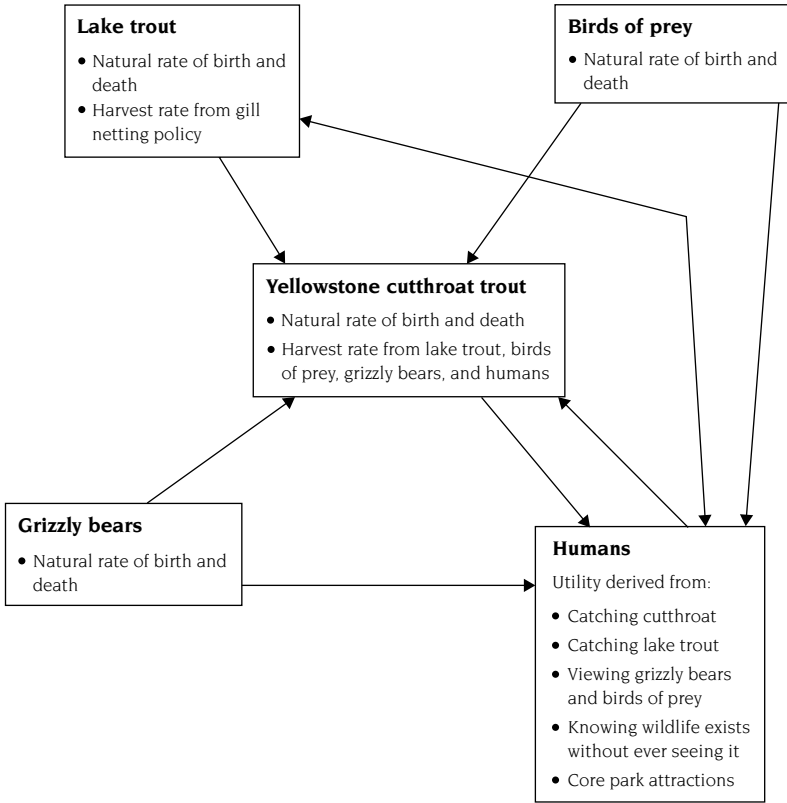 Lake trout
• Natural rate of birth and
death
• Harvest rate from gill
netting policy
Birds of prey
• Natural rate of birth and
death
Yellowstone cutthroat trout
• Natural rate of birth and death
• Harvest rate from lake trout, birds
of prey, grizzly bears, and humans
Grizzly bears
• Natural rate of birth and
death
Humans
Utility derived from:
• Catching cutthroat
• Catching lake trout
• Viewing grizzly bears
and birds of prey
• Knowing wildlife exists
without ever seeing it
• Core park attractions